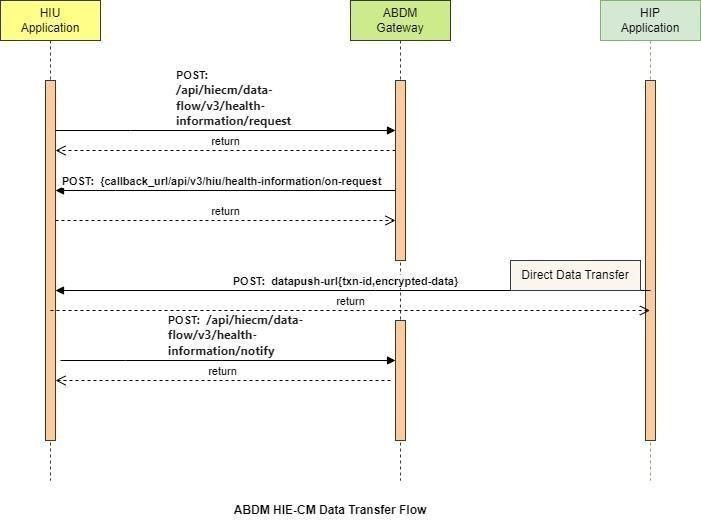 HIU
Application
ABDM
Gateway
HIP
Application
POST:
/api/hiecm/data-
flow/v3/health-
information/request
return
POST:  {callback_url/api/v3/hiu/health-information/on-request
return
Direct Data Transfer
POST:  datapush-url{txn-id,encrypted-data}
return
POST:  /api/hiecm/data-
flow/v3/health-
information/notify
return
ABDM HIE-CM Data Transfer Flow